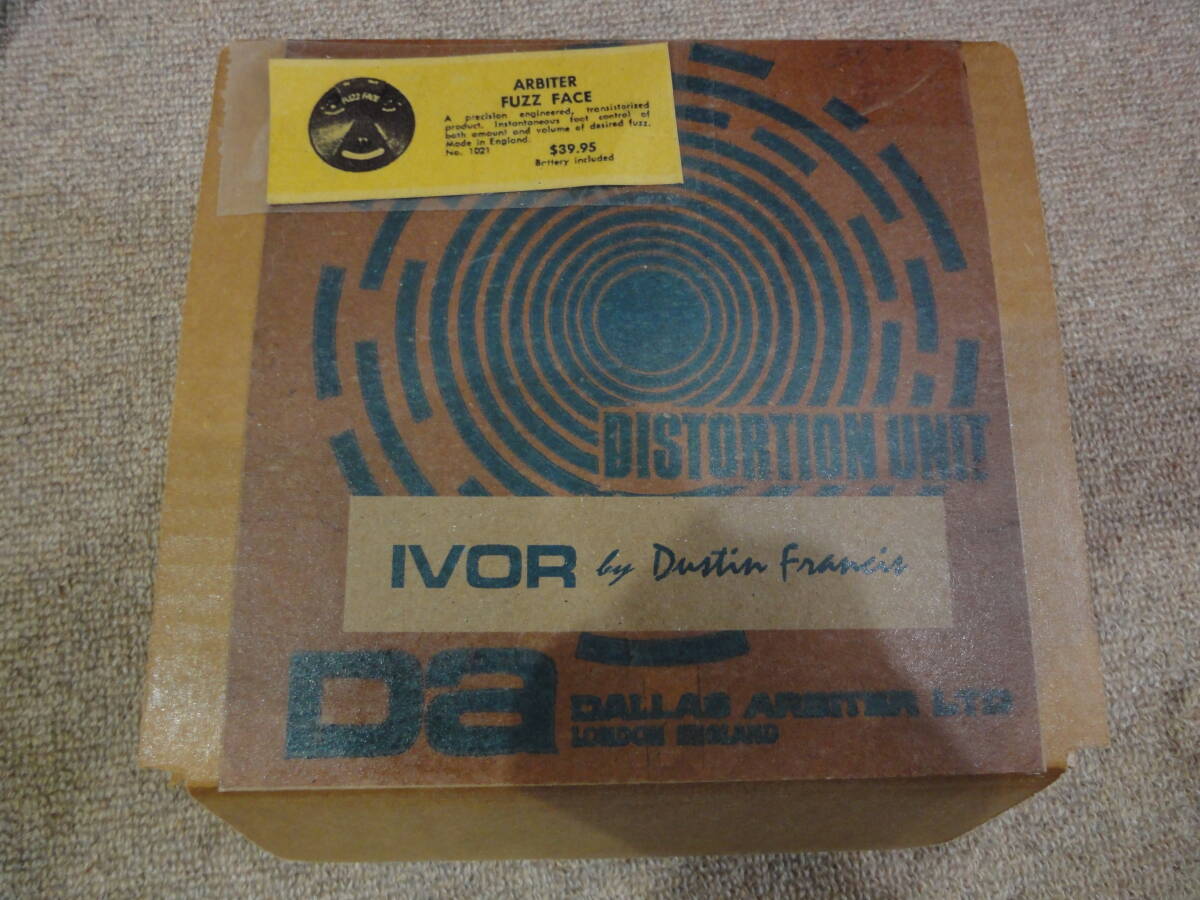 FUZZ FACE
ARBITER
FUZZ FACE
A precision engineered, transistorized
product. Instantaneous foot control of
both amount and volume of desired fuzz.
Made in England.
No. 1021
$39.95
Battery included
DISTORTION UNIT
IVOR by Dustin Francis
Da
DALLAS ARBITER LTD
LONDON ENGLAND